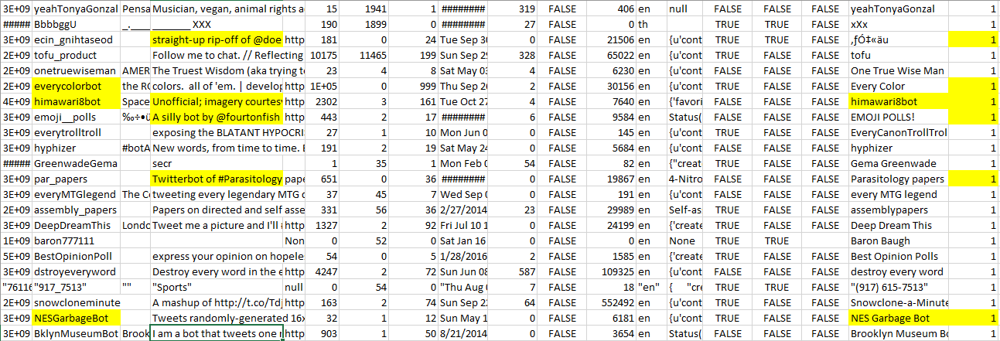 3E+09 yeahTonyaGonzal Pensa Musician, vegan, animal rights a 15 1941 1 ######## 319 FALSE 406 en null TRUE FALSE FALSE yeahTonyaGonzal 1
##### BbbbggU _.____ _______ XXX 190 1899 0 ######## 27 FALSE 0 th FALSE TRUE FALSE xXx 1
3E+09 ecin_gnihtaseod straight-up rip-off of @doe http 181 0 24 Tue Sep 30 0 FALSE 21506 en {u'cont TRUE TRUE FALSE ‚ƒÓ‡«äu 1
2E+09 tofu_product Follow me to chat. // Reflecting 10175 11465 199 Sun Sep 29 328 FALSE 65022 en {u'cont TRUE FALSE FALSE tofu 1
2E+09 onetruewiseman AMER The Truest Wisdom (aka trying to 23 4 8 Sat May 03 4 FALSE 6230 en {u'cont TRUE FALSE FALSE One True Wise Man 1
2E+09 everycolorbot the RG colors. all of 'em. | develop 1E+05 0 999 Thu Sep 26 2 FALSE 30156 en {u'cont TRUE FALSE FALSE Every Color 1
4E+09 himawari8bot Space Unofficial; imagery courtesy http 2302 3 161 Tue Oct 27 4 FALSE 7640 en {'favori FALSE FALSE FALSE himawari8bot 1
3E+09 emoji__polls ‰÷•ü A silly bot by @fourtonfish http 443 2 17 ######## 6 FALSE 9584 en Status( FALSE TRUE FALSE EMOJI POLLS! 1
3E+09 everytrolltroll exposing the BLATANT HYPOCRIS 27 1 10 Mon Jun 0 0 FALSE 145 en {u'cont TRUE FALSE FALSE EveryCanonTrollTrol 1
3E+09 hyphizer #botA New words, from time to time. B 191 2 19 Sat May 24 0 FALSE 5684 en {u'cont FALSE FALSE FALSE hyphizer 1
##### GreenwadeGema secr 1 35 1 Mon Feb 0 54 FALSE 82 en {"create TRUE FALSE FALSE Gema Greenwade 1
3E+09 par_papers Twitterbot of #Parasitology pape 651 0 36 ######## 0 FALSE 19867 en 4-Nitro TRUE FALSE FALSE Parasitology papers 1
3E+09 everyMTGlegend The Co tweeting every legendary MTG c 37 45 7 Wed Sep 0 0 FALSE 191 en {u'cont FALSE FALSE FALSE every MTG legend 1
2E+09 assembly_papers Papers on directed and self asse 331 56 36 2/27/2014 23 FALSE 29989 en Self-as TRUE FALSE FALSE assemblypapers 1
3E+09 DeepDreamThis Londo Tweet me a picture and I'll http 1327 2 92 Fri Jul 10 1 0 FALSE 24199 en {'create TRUE FALSE FALSE Deep Dream This 1
1E+09 baron777111 Non 0 52 0 Sat Jan 16 0 FALSE 0 en None TRUE TRUE Baron Baugh 1
5E+09 BestOpinionPoll express your opinion on hopeles 54 0 5 1/28/2016 2 FALSE 1585 en {'create TRUE FALSE FALSE Best Opinion Polls 1
3E+09 dstroyeveryword Destroy every word in the e http 4247 2 72 Sun Jun 08 587 FALSE 109325 en {u'cont FALSE FALSE FALSE destroy every word 1
"76116 "917_7513" "" "Sports" null 0 54 0 "Thu Aug 7 FALSE 18 "en" { "cre TRUE FALSE FALSE "(917) 615-7513" 1
2E+09 snowcloneminute A mashup of http://t.co/Tdj http 163 2 74 Sun Sep 22 64 FALSE 552492 en {u'cont FALSE FALSE FALSE Snowclone-a-Minute 1
3E+09 NESGarbageBot Tweets randomly-generated 16x 32 1 12 Sun May 1 0 FALSE 6181 en {u'cont TRUE FALSE FALSE NES Garbage Bot 1
3E+09 BklynMuseumBot Brook I am a bot that tweets one r http 903 1 50 8/21/2014 0 FALSE 3654 en Status( TRUE FALSE FALSE Brooklyn Museum Bo 1